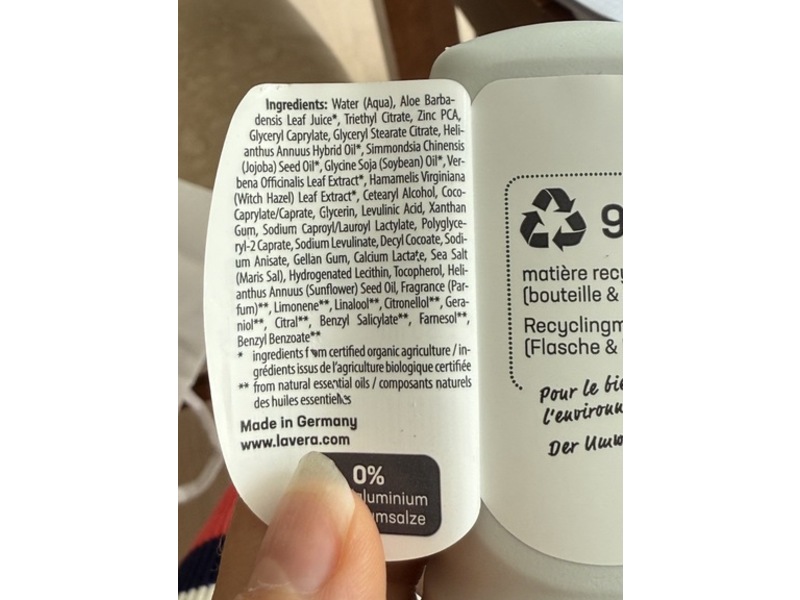 Ingredients: Water (Aqua), Aloe Barba-
densis Leaf Juice*, Triethyl Citrate, Zinc PCA,
Glyceryl Caprylate, Glyceryl Stearate Citrate, Heli-
anthus Annuus Hybrid Oil*, Simmondsia Chinensis
(Jojoba) Seed Oil*, Glycine Soja (Soybean) Oil*, Ver-
bena Officinalis Leaf Extract*, Hamamelis Virginiana
(Witch Hazel) Leaf Extract*, Cetearyl Alcohol, Coco-
Caprylate/Caprate, Glycerin, Levulinic Acid, Xanthan
Gum, Sodium Caproyl/Lauroyl Lactylate, Polyglyce-
ryl-2 Caprate, Sodium Levulinate, Decyl Cocoate, Sodi-
um Anisate, Gellan Gum, Calcium Lactate, Sea Salt
(Maris Sal), Hydrogenated Lecithin, Tocopherol, Heli-
anthus Annuus (Sunflower) Seed Oil, Fragrance (Par-
fum)**, Limonene**, Linalool**, Citronellol**, Gera-
niol**, Citral**, Benzyl Salicylate**, Farnesol**,
Benzyl Benzoate**
* ingredients from certified organic agriculture / in-
grédients issus de l'agriculture biologique certifiée
** from natural essential oils / composants naturels
des huiles essentielles
Made in Germany
www.lavera.com
0%
aluminium
msalze
9
matière recy
(bouteille &
Recyclingm
(Flasche &
Pour le bie
l'environn
Der Umw